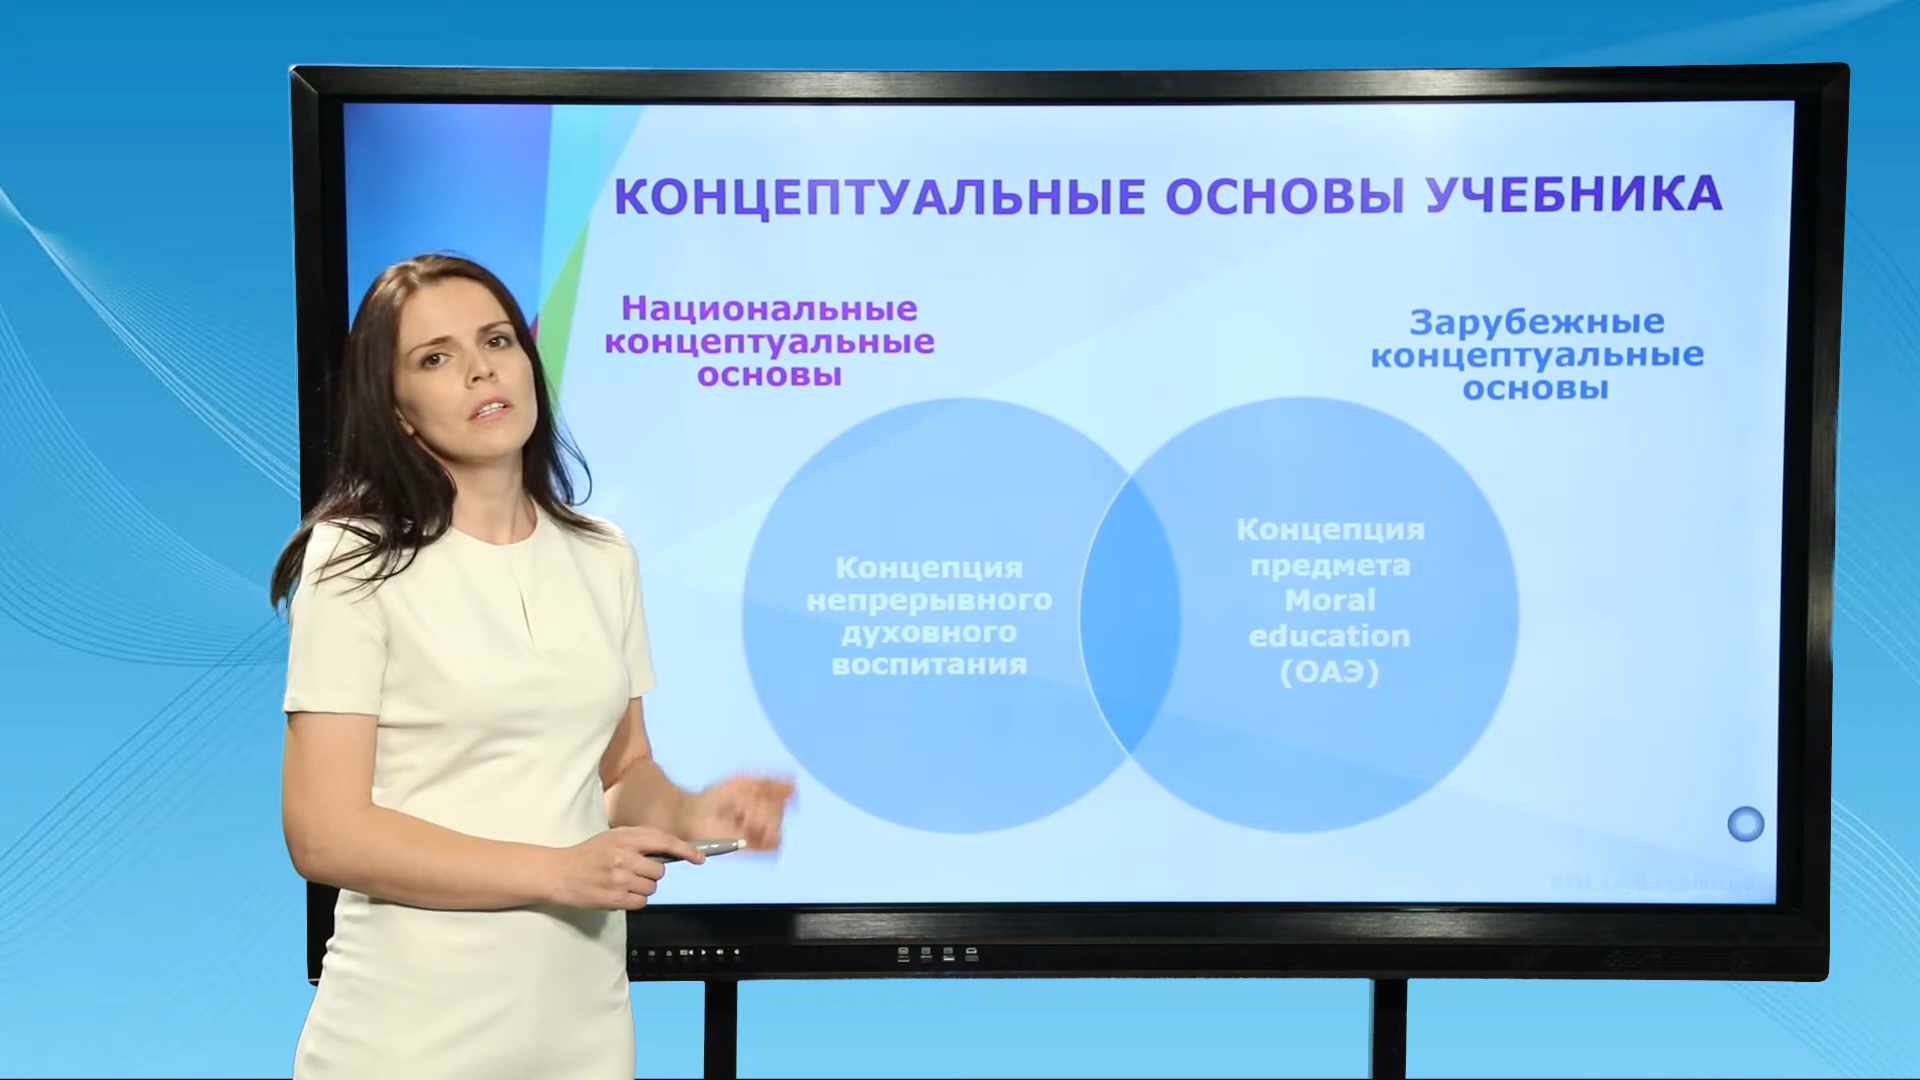 КОНЦЕПТУАЛЬНЫЕ ОСНОВЫ УЧЕБНИКА
Национальные
концептуальные
основы
Зарубежные
концептуальные
основы
Концепция
непрерывного
духовного
воспитания
Концепция
предмета
Moral
education
(ОАЭ)